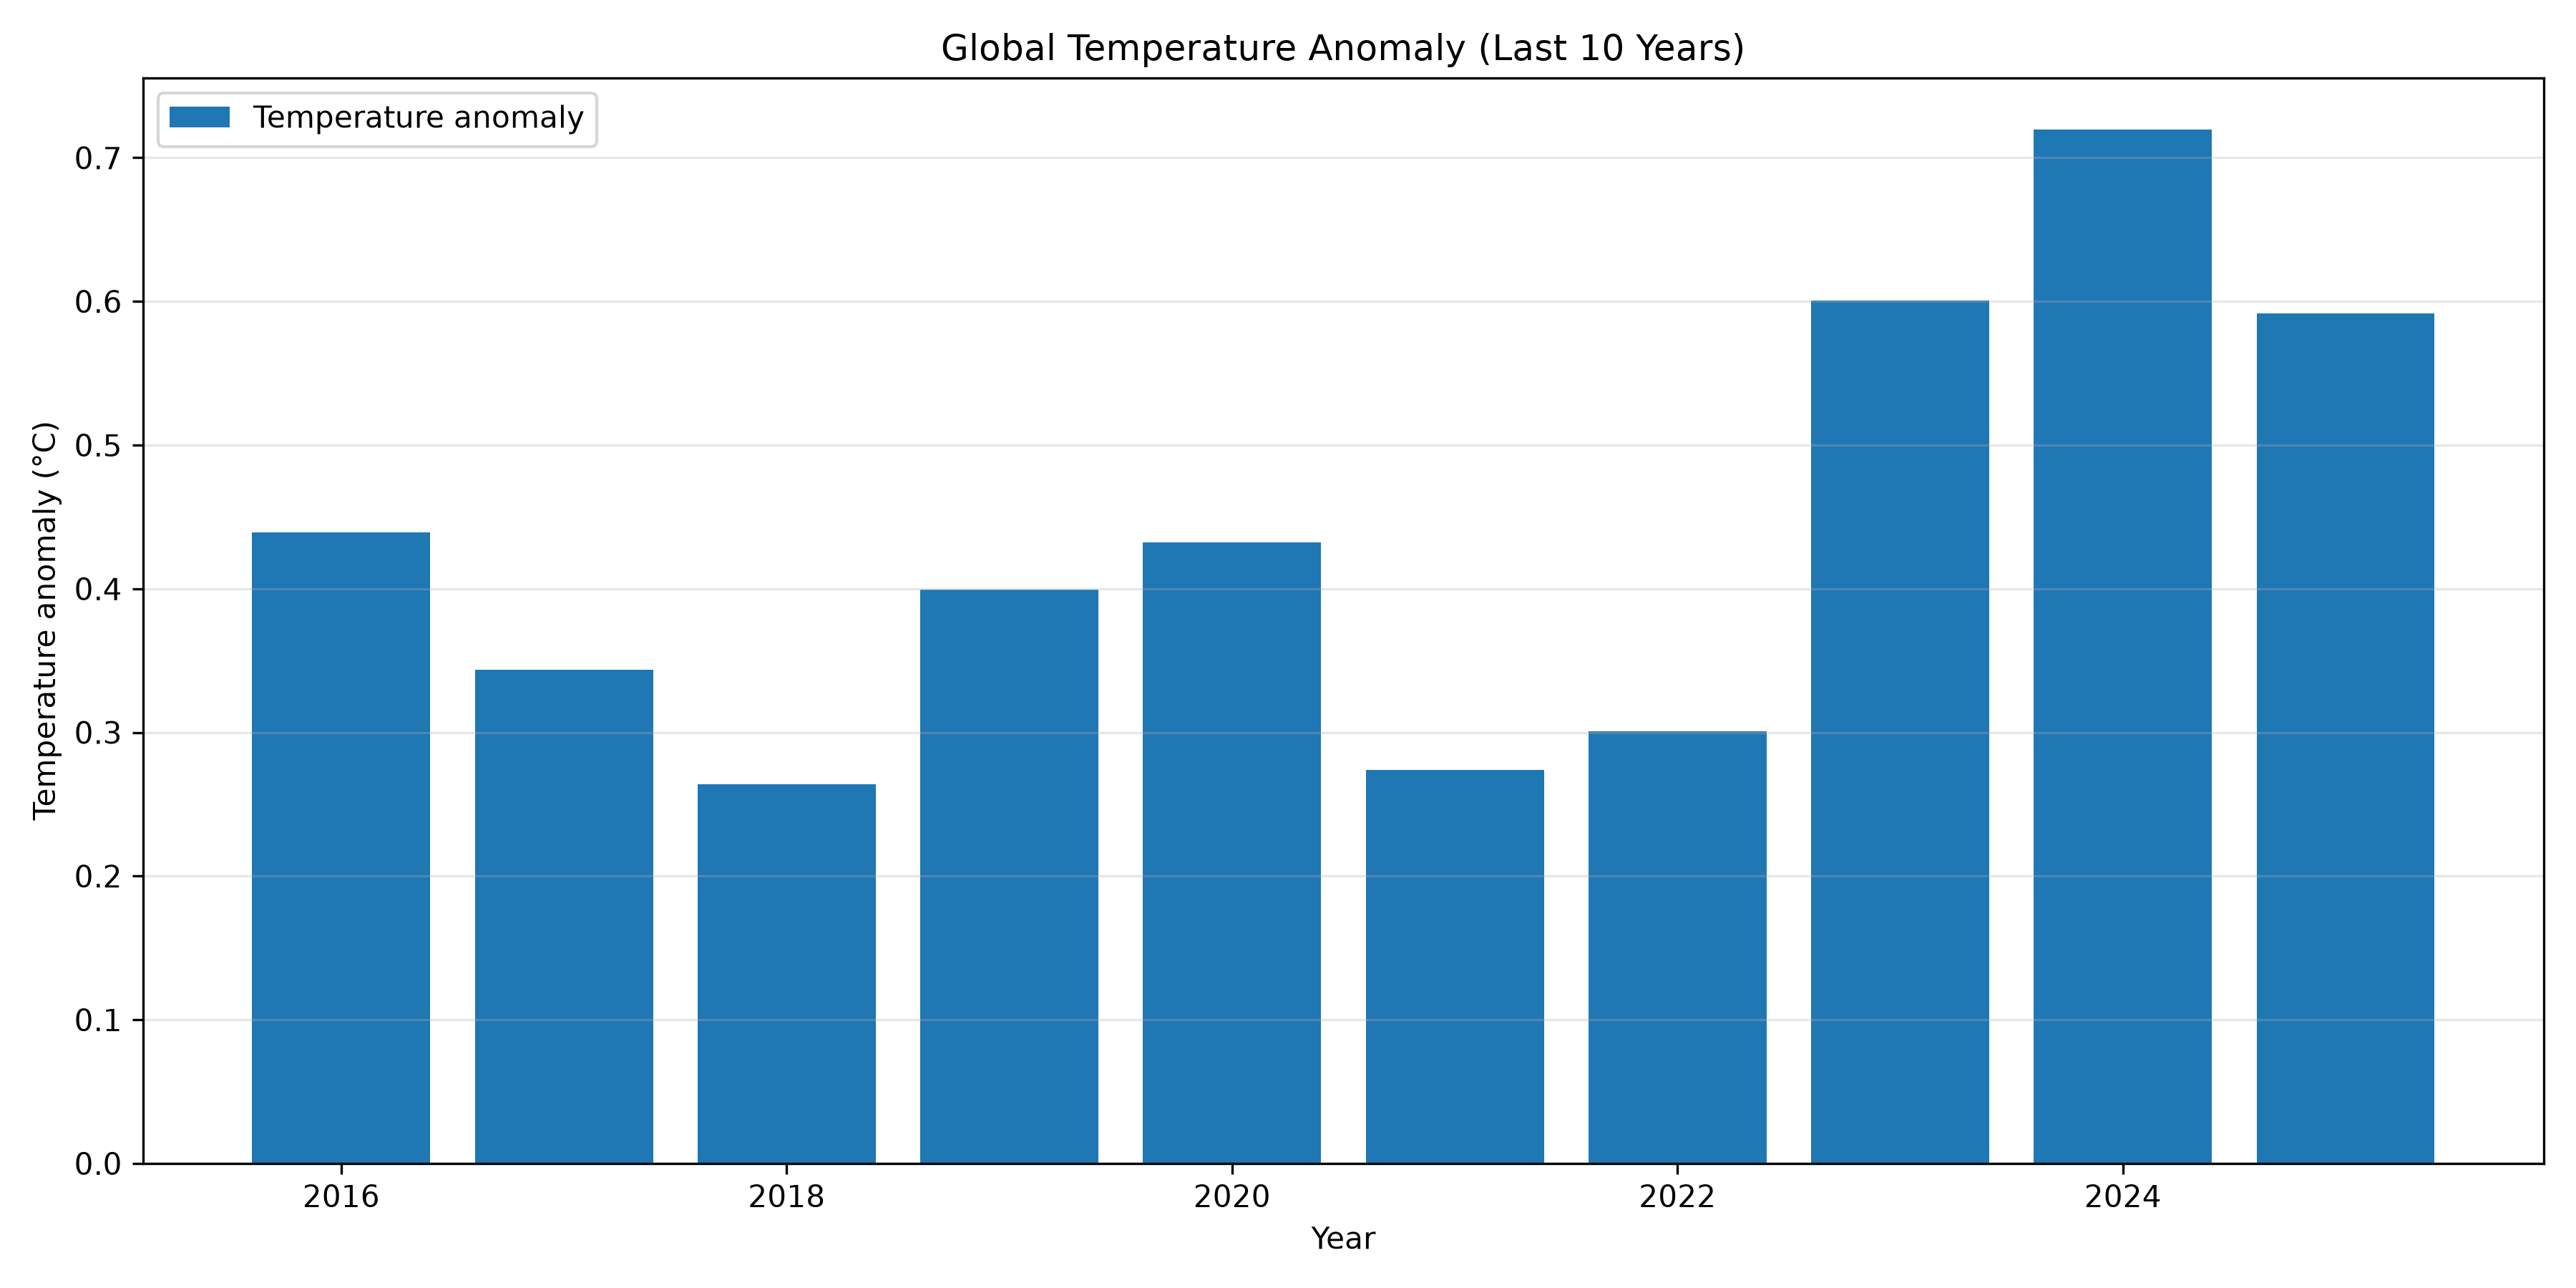 Global Temperature Anomaly (Last 10 Years)
Temperature anomaly
0.7
0.6
0.5
0.4
0.3
0.2
0.1
0.0
Temperature anomaly (°C)
2016 2018 2020 2022 2024
Year